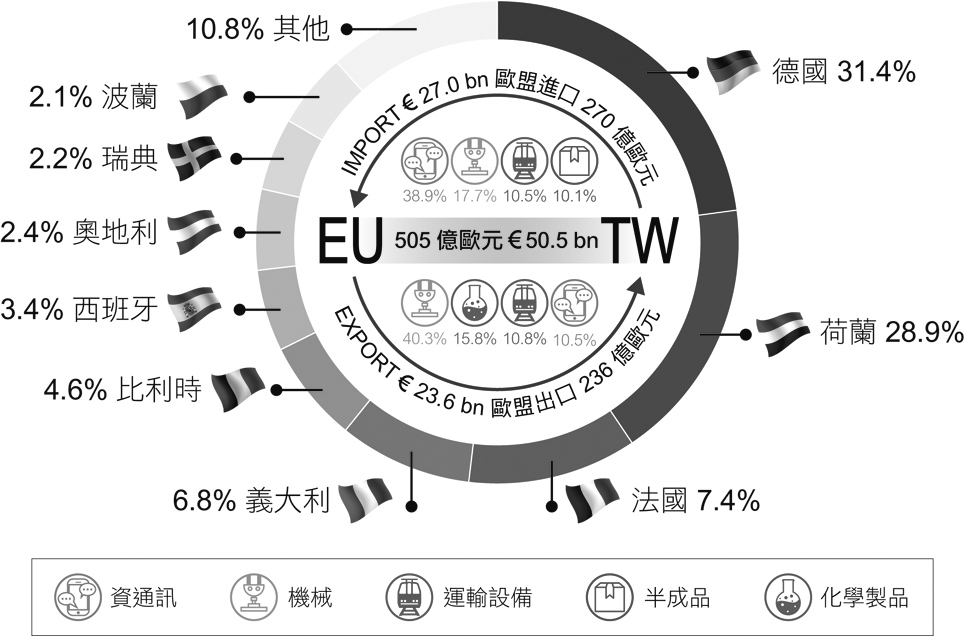 10.8% 其他
德國 31.4%
2.1% 波蘭
2.2% 瑞典
2.4% 奧地利
3.4% 西班牙
4.6% 比利時
6.8% 義大利
法國 7.4%
荷蘭 28.9%
IMPORT € 27.0 bn 歐盟進口 270 億歐元
38.9% 17.7% 10.5% 10.1%
EU 505 億歐元 € 50.5 bn TW
40.3% 15.8% 10.8% 10.5%
EXPORT € 23.6 bn 歐盟出口 236 億歐元
資通訊 機械 運輸設備 半成品 化學製品